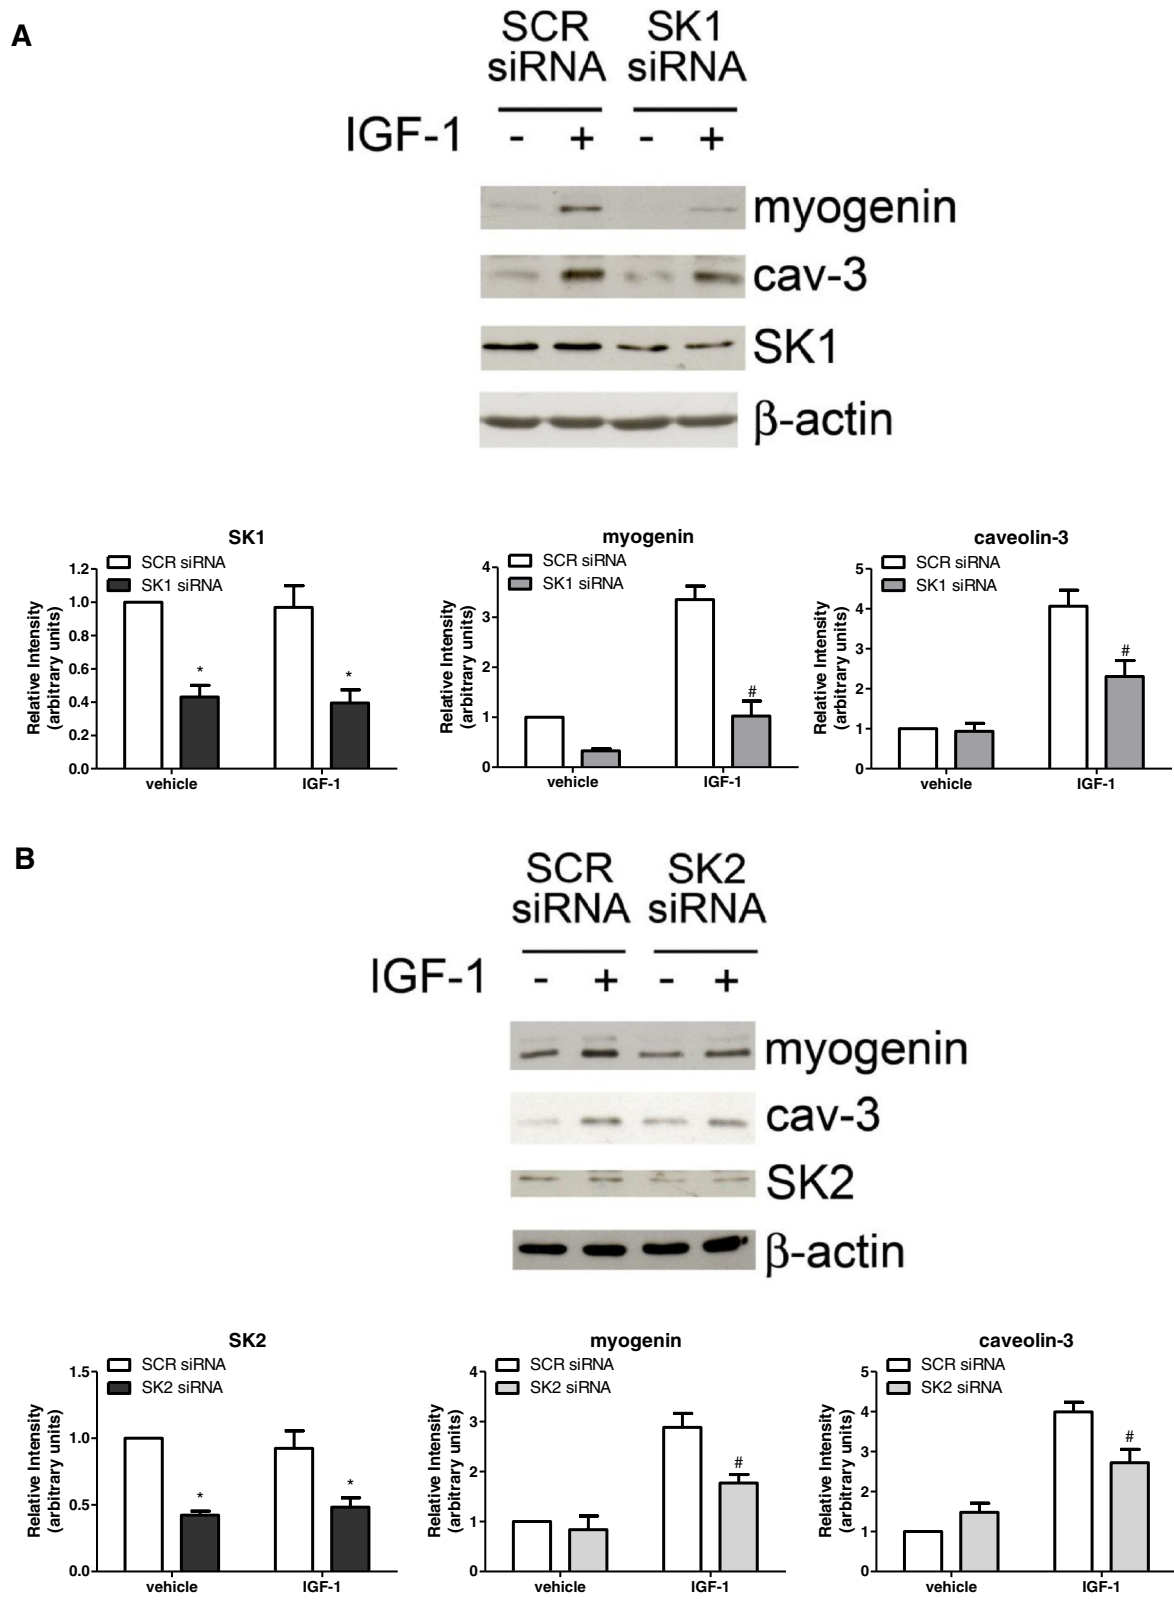 A
SCR siRNA
SK1 siRNA
IGF-1 - + - +
myogenin
cav-3
SK1
β-actin
SK1
SCR siRNA
SK1 siRNA
Relative Intensity
(arbitrary units)
1.2
1.0
0.8
0.6
0.4
0.2
0.0
* *
vehicle IGF-1
myogenin
SCR siRNA
SK1 siRNA
Relative Intensity
(arbitrary units)
4
3
2
1
0
#
vehicle IGF-1
caveolin-3
SCR siRNA
SK1 siRNA
Relative Intensity
(arbitrary units)
5
4
3
2
1
0
#
vehicle IGF-1
B
SCR siRNA
SK2 siRNA
IGF-1 - + - +
myogenin
cav-3
SK2
β-actin
SK2
SCR siRNA
SK2 siRNA
Relative Intensity
(arbitrary units)
1.5
1.0
0.5
0.0
* *
vehicle IGF-1
myogenin
SCR siRNA
SK2 siRNA
Relative Intensity
(arbitrary units)
4
3
2
1
0
#
vehicle IGF-1
caveolin-3
SCR siRNA
SK2 siRNA
Relative Intensity
(arbitrary units)
5
4
3
2
1
0
#
vehicle IGF-1